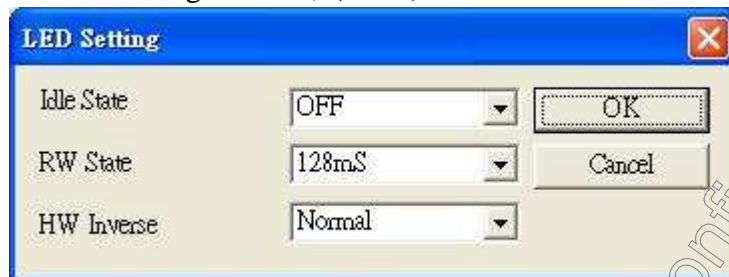 LED Setting
Idle State OFF OK
RW State 128mS Cancel
HW Inverse Normal